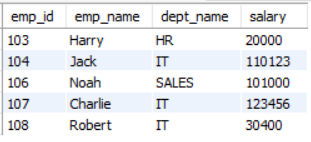 emp_id emp_name dept_name salary
103 Harry HR 20000
104 Jack IT 110123
106 Noah SALES 101000
107 Charlie IT 123456
108 Robert IT 30400